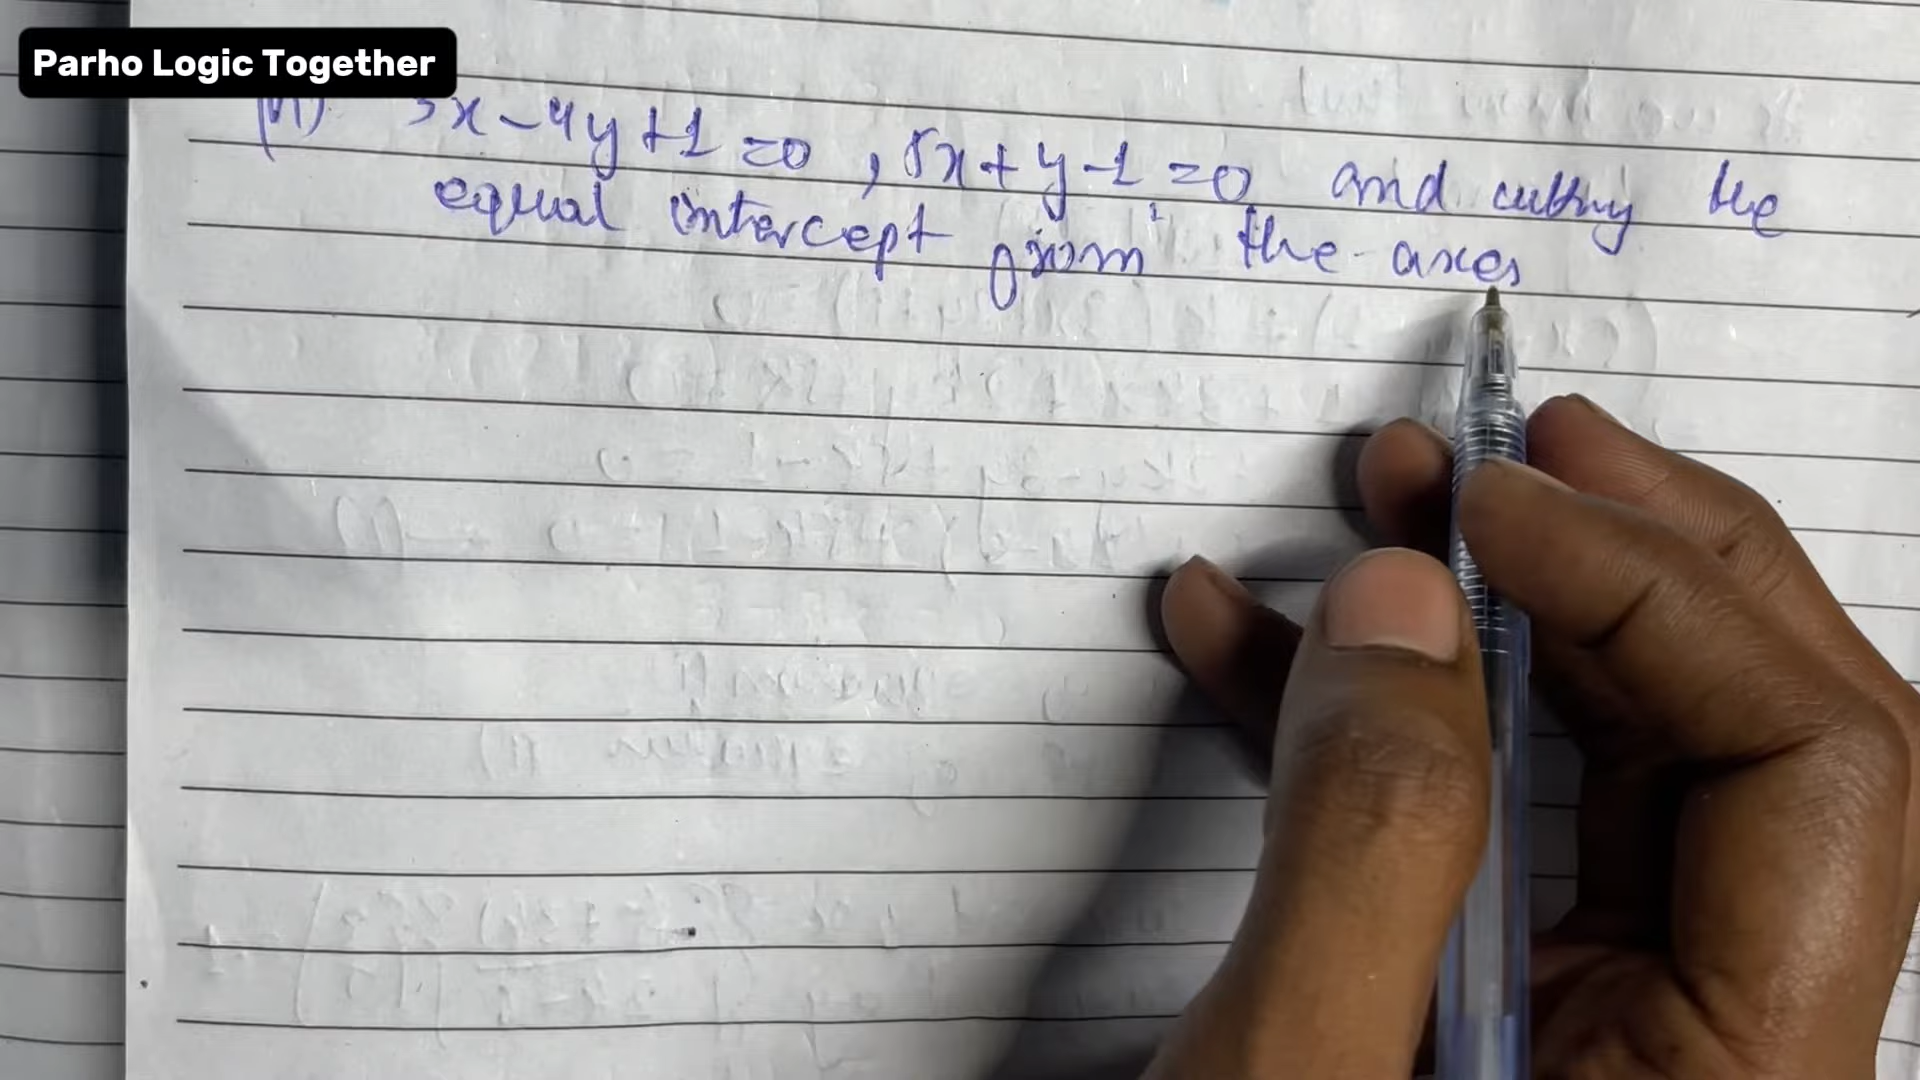 Parho Logic Together
3x-4y+1=0, 5x+y-1=0 and cutting the
equal intercept from the axes